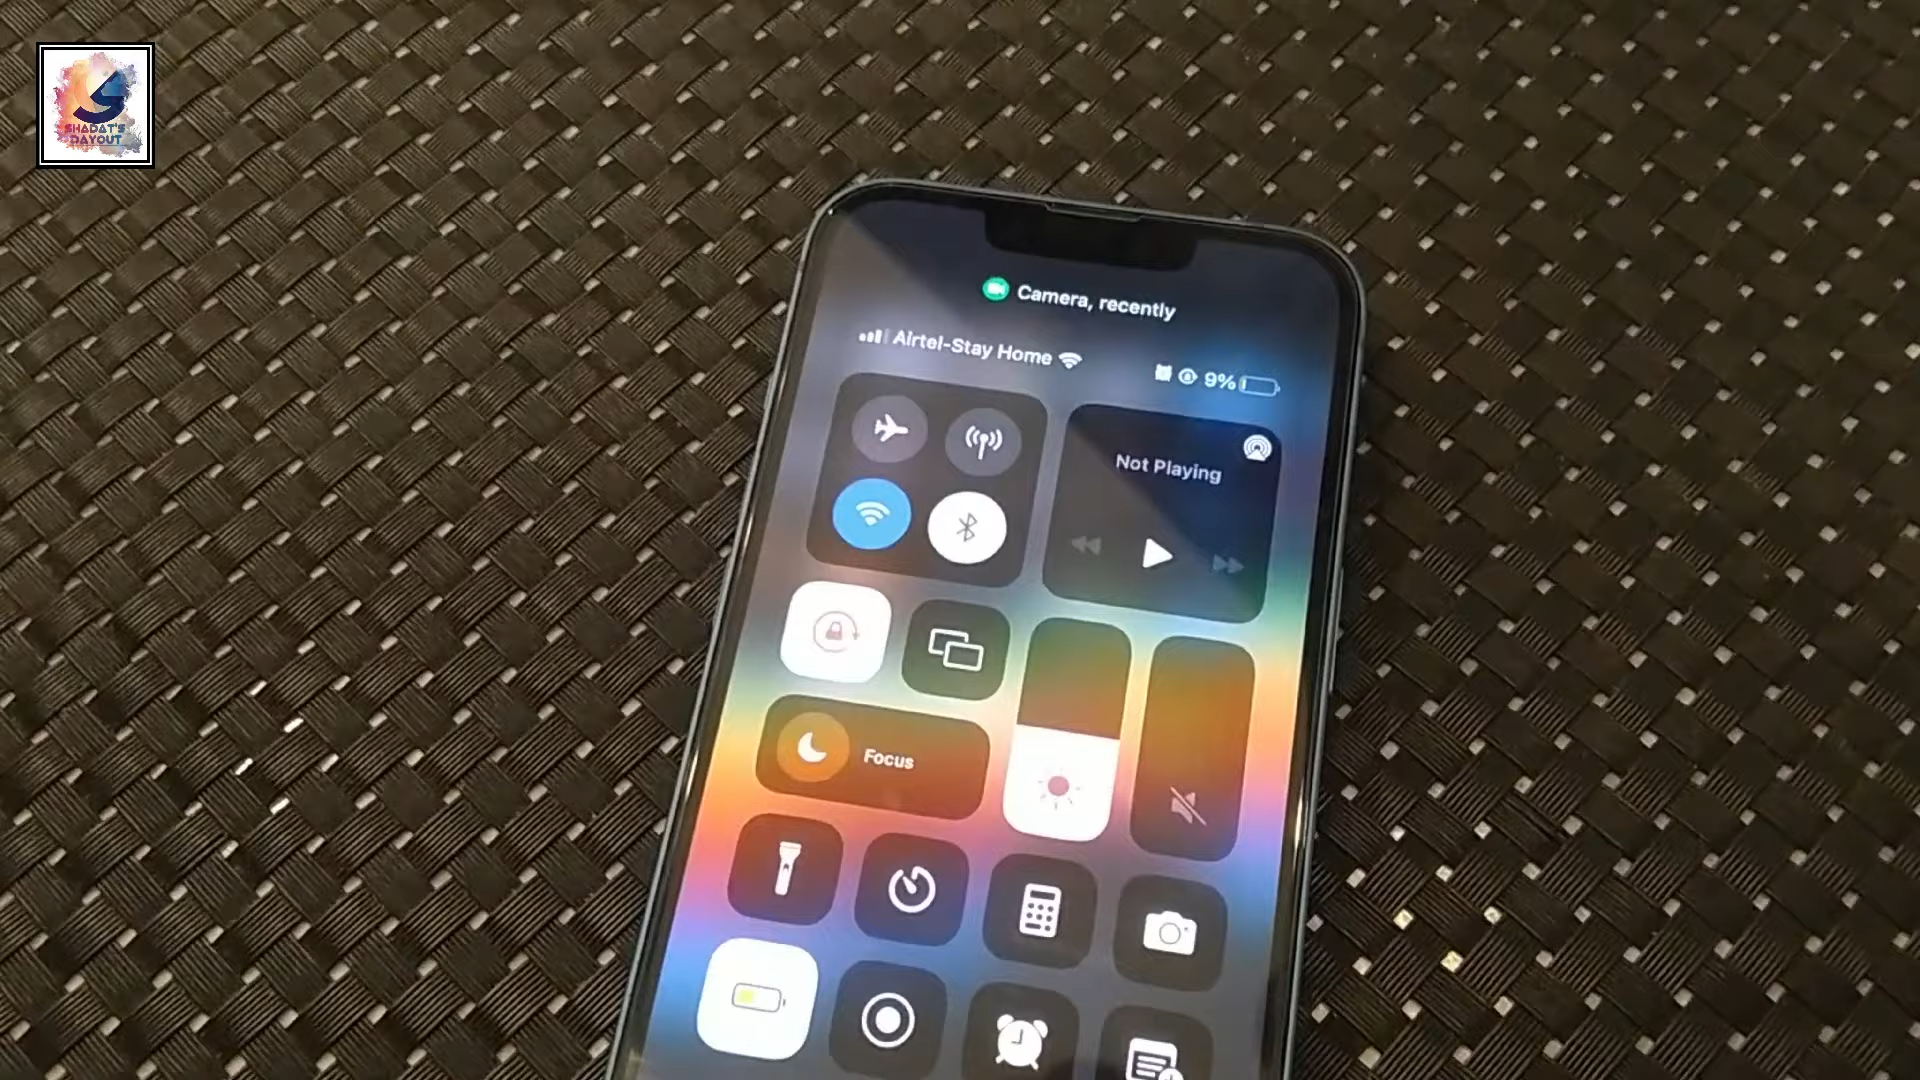 SHADAT'S
DAYOUT
Camera, recently
Airtel-Stay Home
9%
Not Playing
Focus